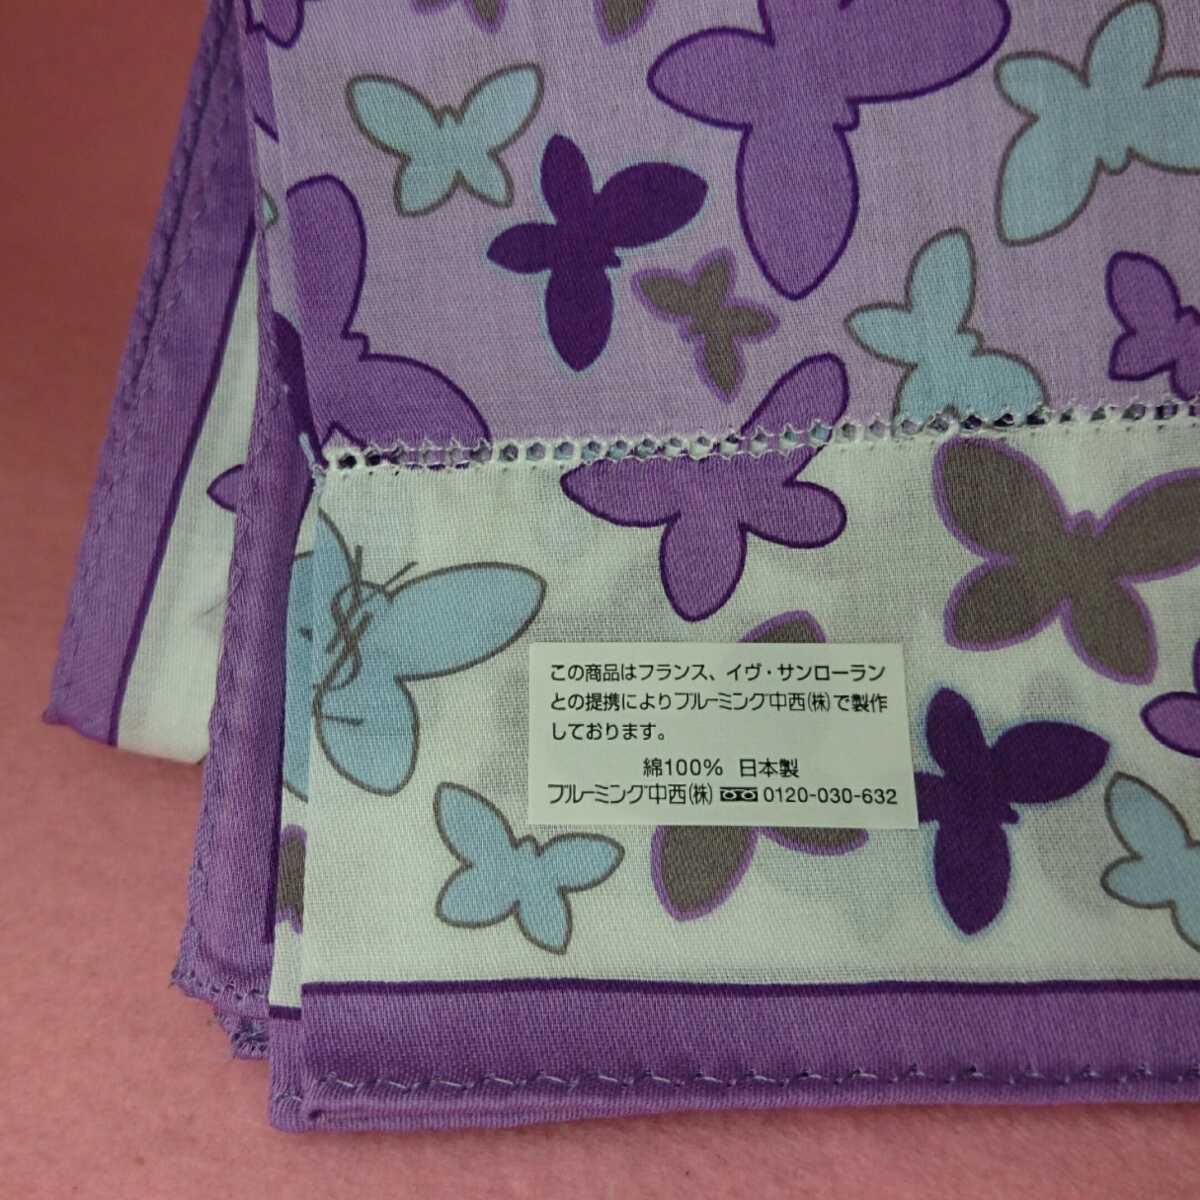 この商品はフランス、イヴ・サンローラン
との提携によりブルーミング中西(株)で製作
しております。
綿100% 日本製
ブルーミング中西(株) 0120-030-632